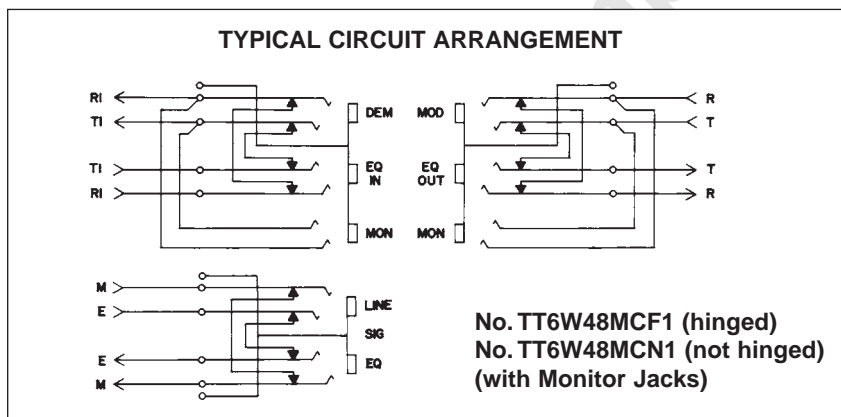 TYPICAL CIRCUIT ARRANGEMENT
RI
TI
TI
RI
DEM
EQ
IN
MON
MOD
EQ
OUT
MON
R
T
T
R
M
E
E
M
LINE
SIG
EQ
No. TT6W48MCF1 (hinged)
No. TT6W48MCN1 (not hinged)
(with Monitor Jacks)